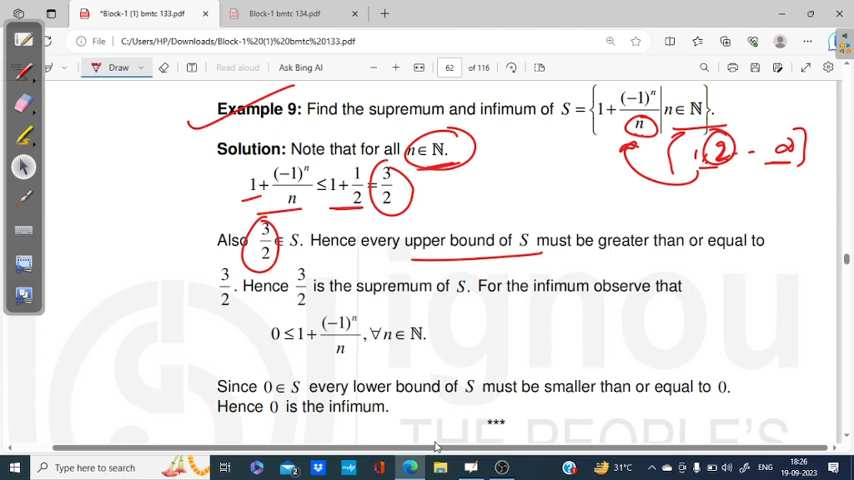 *Block-1 (1) bmtc 133.pdf
Block-1 bmtc 134.pdf
File C:/Users/HP/Downloads/Block-1%20(1)%20bmtc%20133.pdf
Draw Read aloud Ask Bing AI 62 of 116
Example 9: Find the supremum and infimum of S = {1 + (−1)ⁿ/n | n ∈ ℕ}.
Solution: Note that for all n ∈ ℕ.
1, 2 - - ∞
1 + (−1)ⁿ/n ≤ 1 + 1/2 = 3/2
Also 3/2 ∈ S. Hence every upper bound of S must be greater than or equal to
3/2. Hence 3/2 is the supremum of S. For the infimum observe that
0 ≤ 1 + (−1)ⁿ/n, ∀ n ∈ ℕ.
Since 0 ∈ S every lower bound of S must be smaller than or equal to 0.
Hence 0 is the infimum.
***
ignou
THE PEOPLE'S
Type here to search 2 31°C ENG 18:26
19-09-2023